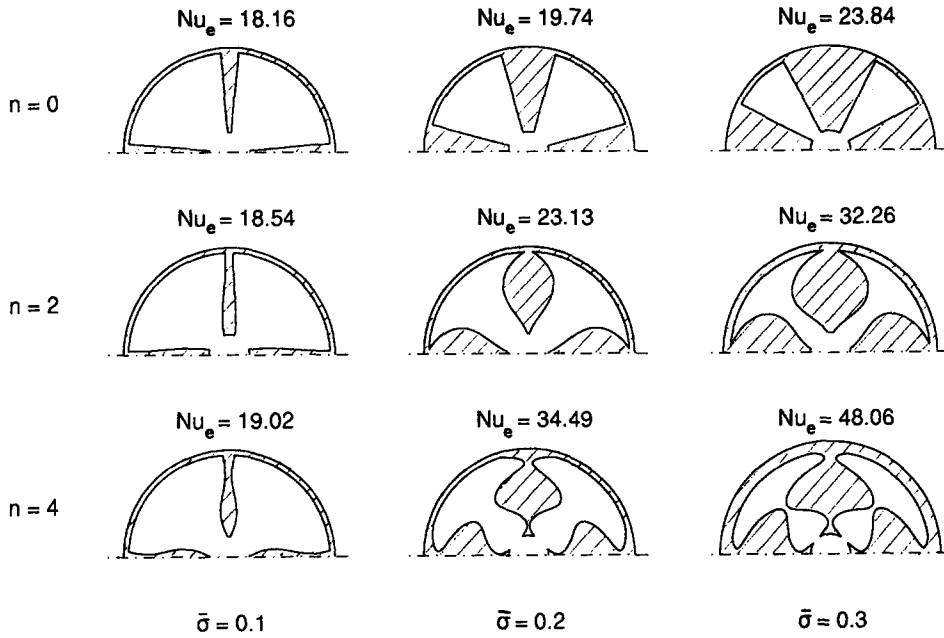 Nu_e = 18.16 Nu_e = 19.74 Nu_e = 23.84
n = 0
Nu_e = 18.54 Nu_e = 23.13 Nu_e = 32.26
n = 2
Nu_e = 19.02 Nu_e = 34.49 Nu_e = 48.06
n = 4
σ̄ = 0.1 σ̄ = 0.2 σ̄ = 0.3